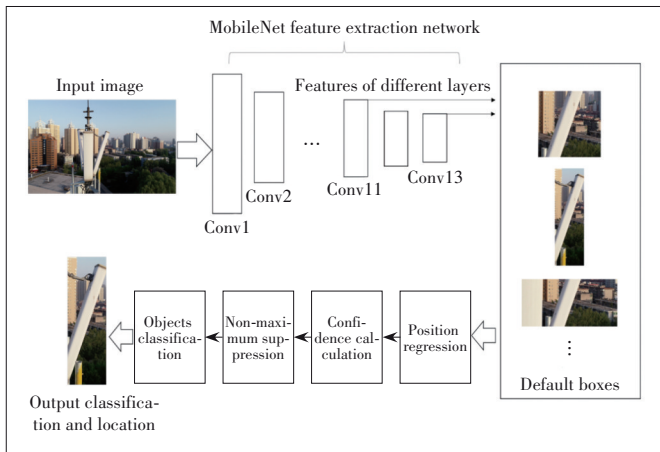 MobileNet feature extraction network
Input image
Features of different layers
...
Conv1
Conv2
Conv11
Conv13
Default boxes
Position
regression
Confi-
dence cal-
culation
Non-maxi-
mum sup-
pression
Objects
classifica-
tion
Output classifica-
tion and location